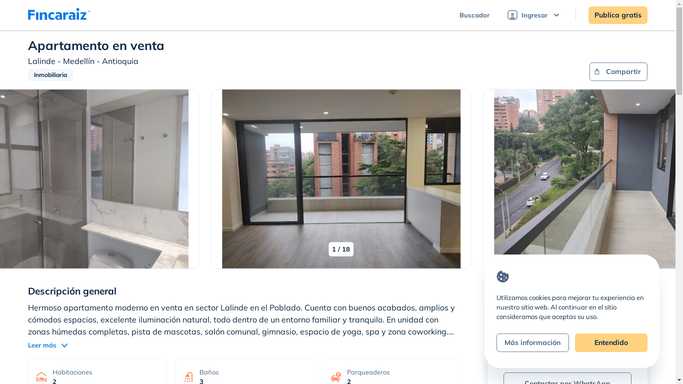 Fincaraiz
Buscador
Ingresar
Publica gratis
Apartamento en venta
Lalinde - Medellín - Antioquia
Inmobiliaria
Compartir
1 / 18
Descripción general
Hermoso apartamento moderno en venta en sector Lalinde en el Poblado. Cuenta con buenos acabados, amplios y
cómodos espacios, excelente iluminación natural, todo dentro de un entorno familiar y tranquilo. En unidad con
zonas húmedas completas, pista de mascotas, salón comunal, gimnasio, espacio de yoga, spa y zona coworking....
Leer más
Habitaciones
2
Baños
3
Parqueaderos
2
Utilizamos cookies para mejorar tu experiencia en
nuestro sitio web. Al continuar en el sitio
consideramos que aceptas su uso.
Más información
Entendido
Contactar por WhatsApp